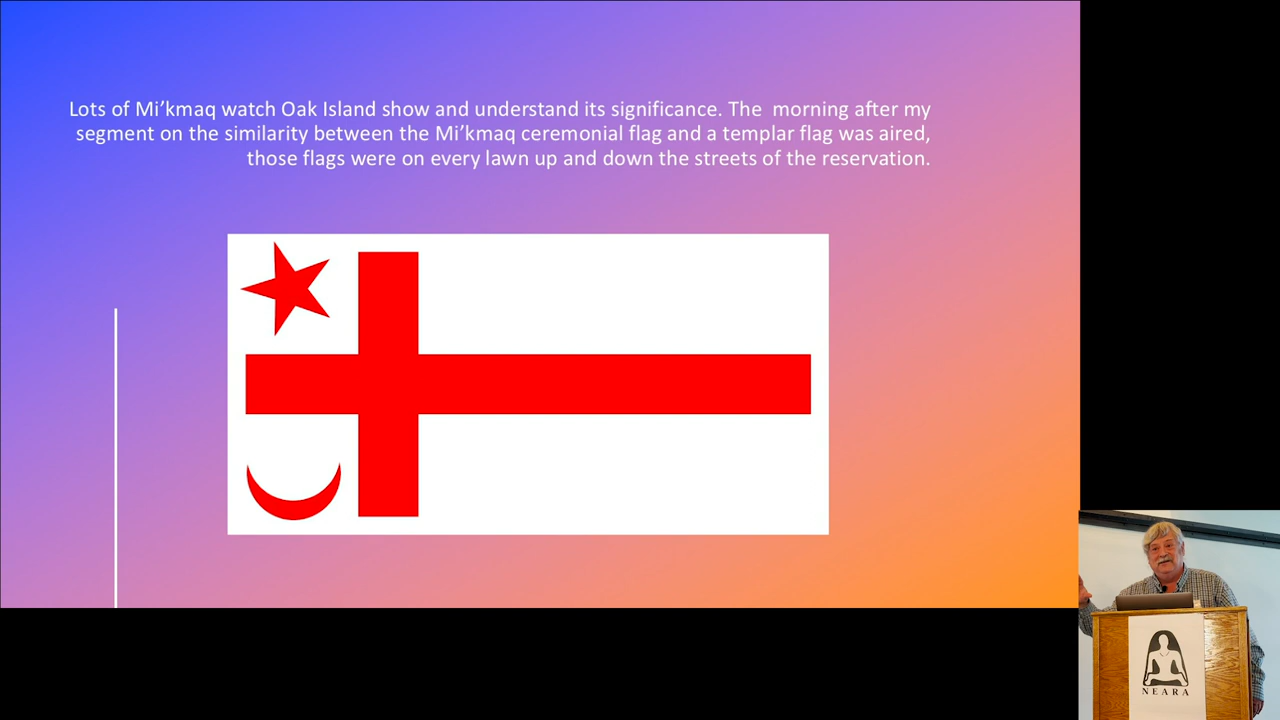 Lots of Mi’kmaq watch Oak Island show and understand its significance. The  morning after my
segment on the similarity between the Mi’kmaq ceremonial flag and a templar flag was aired,
those flags were on every lawn up and down the streets of the reservation.
NEARA